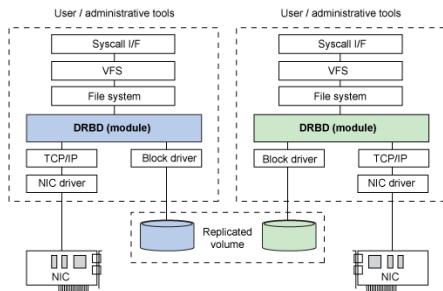 User / administrative tools
Syscall I/F
VFS
File system
DRBD (module)
TCP/IP
Block driver
NIC driver
NIC
User / administrative tools
Syscall I/F
VFS
File system
DRBD (module)
Block driver
TCP/IP
NIC driver
NIC
Replicated
volume